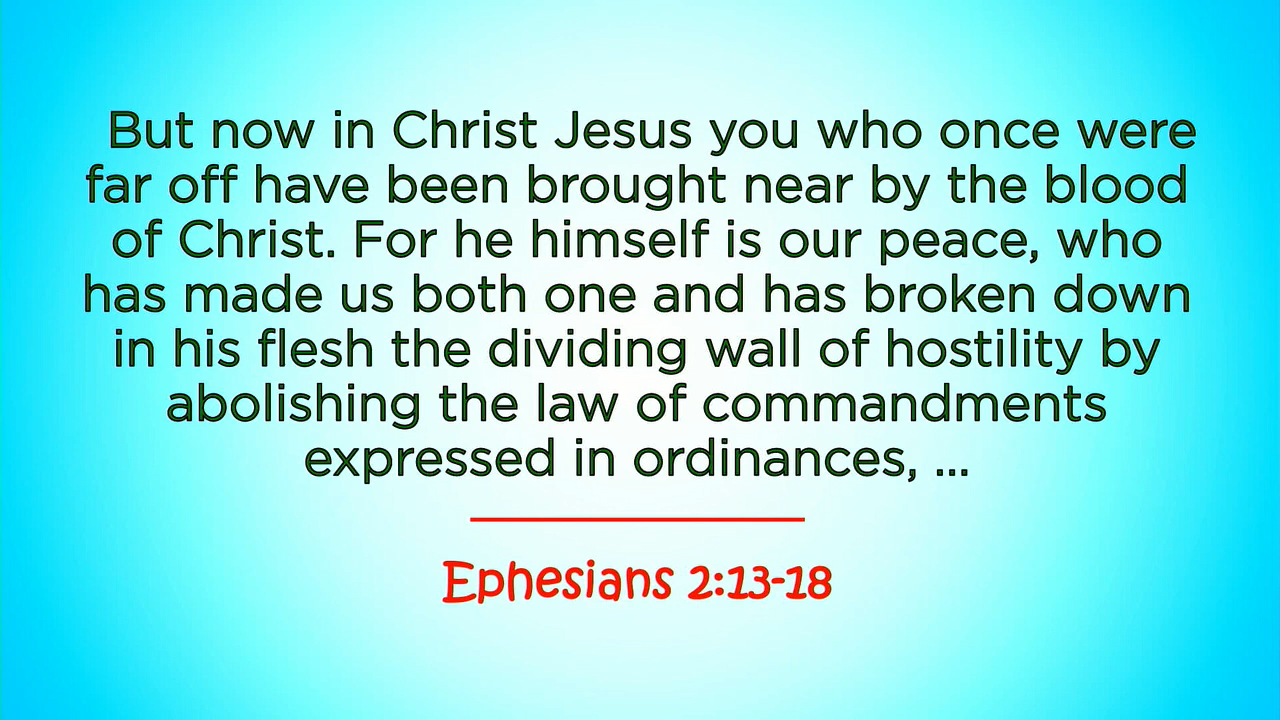 But now in Christ Jesus you who once were
far off have been brought near by the blood
of Christ. For he himself is our peace, who
has made us both one and has broken down
in his flesh the dividing wall of hostility by
abolishing the law of commandments
expressed in ordinances, ...
Ephesians 2:13-18